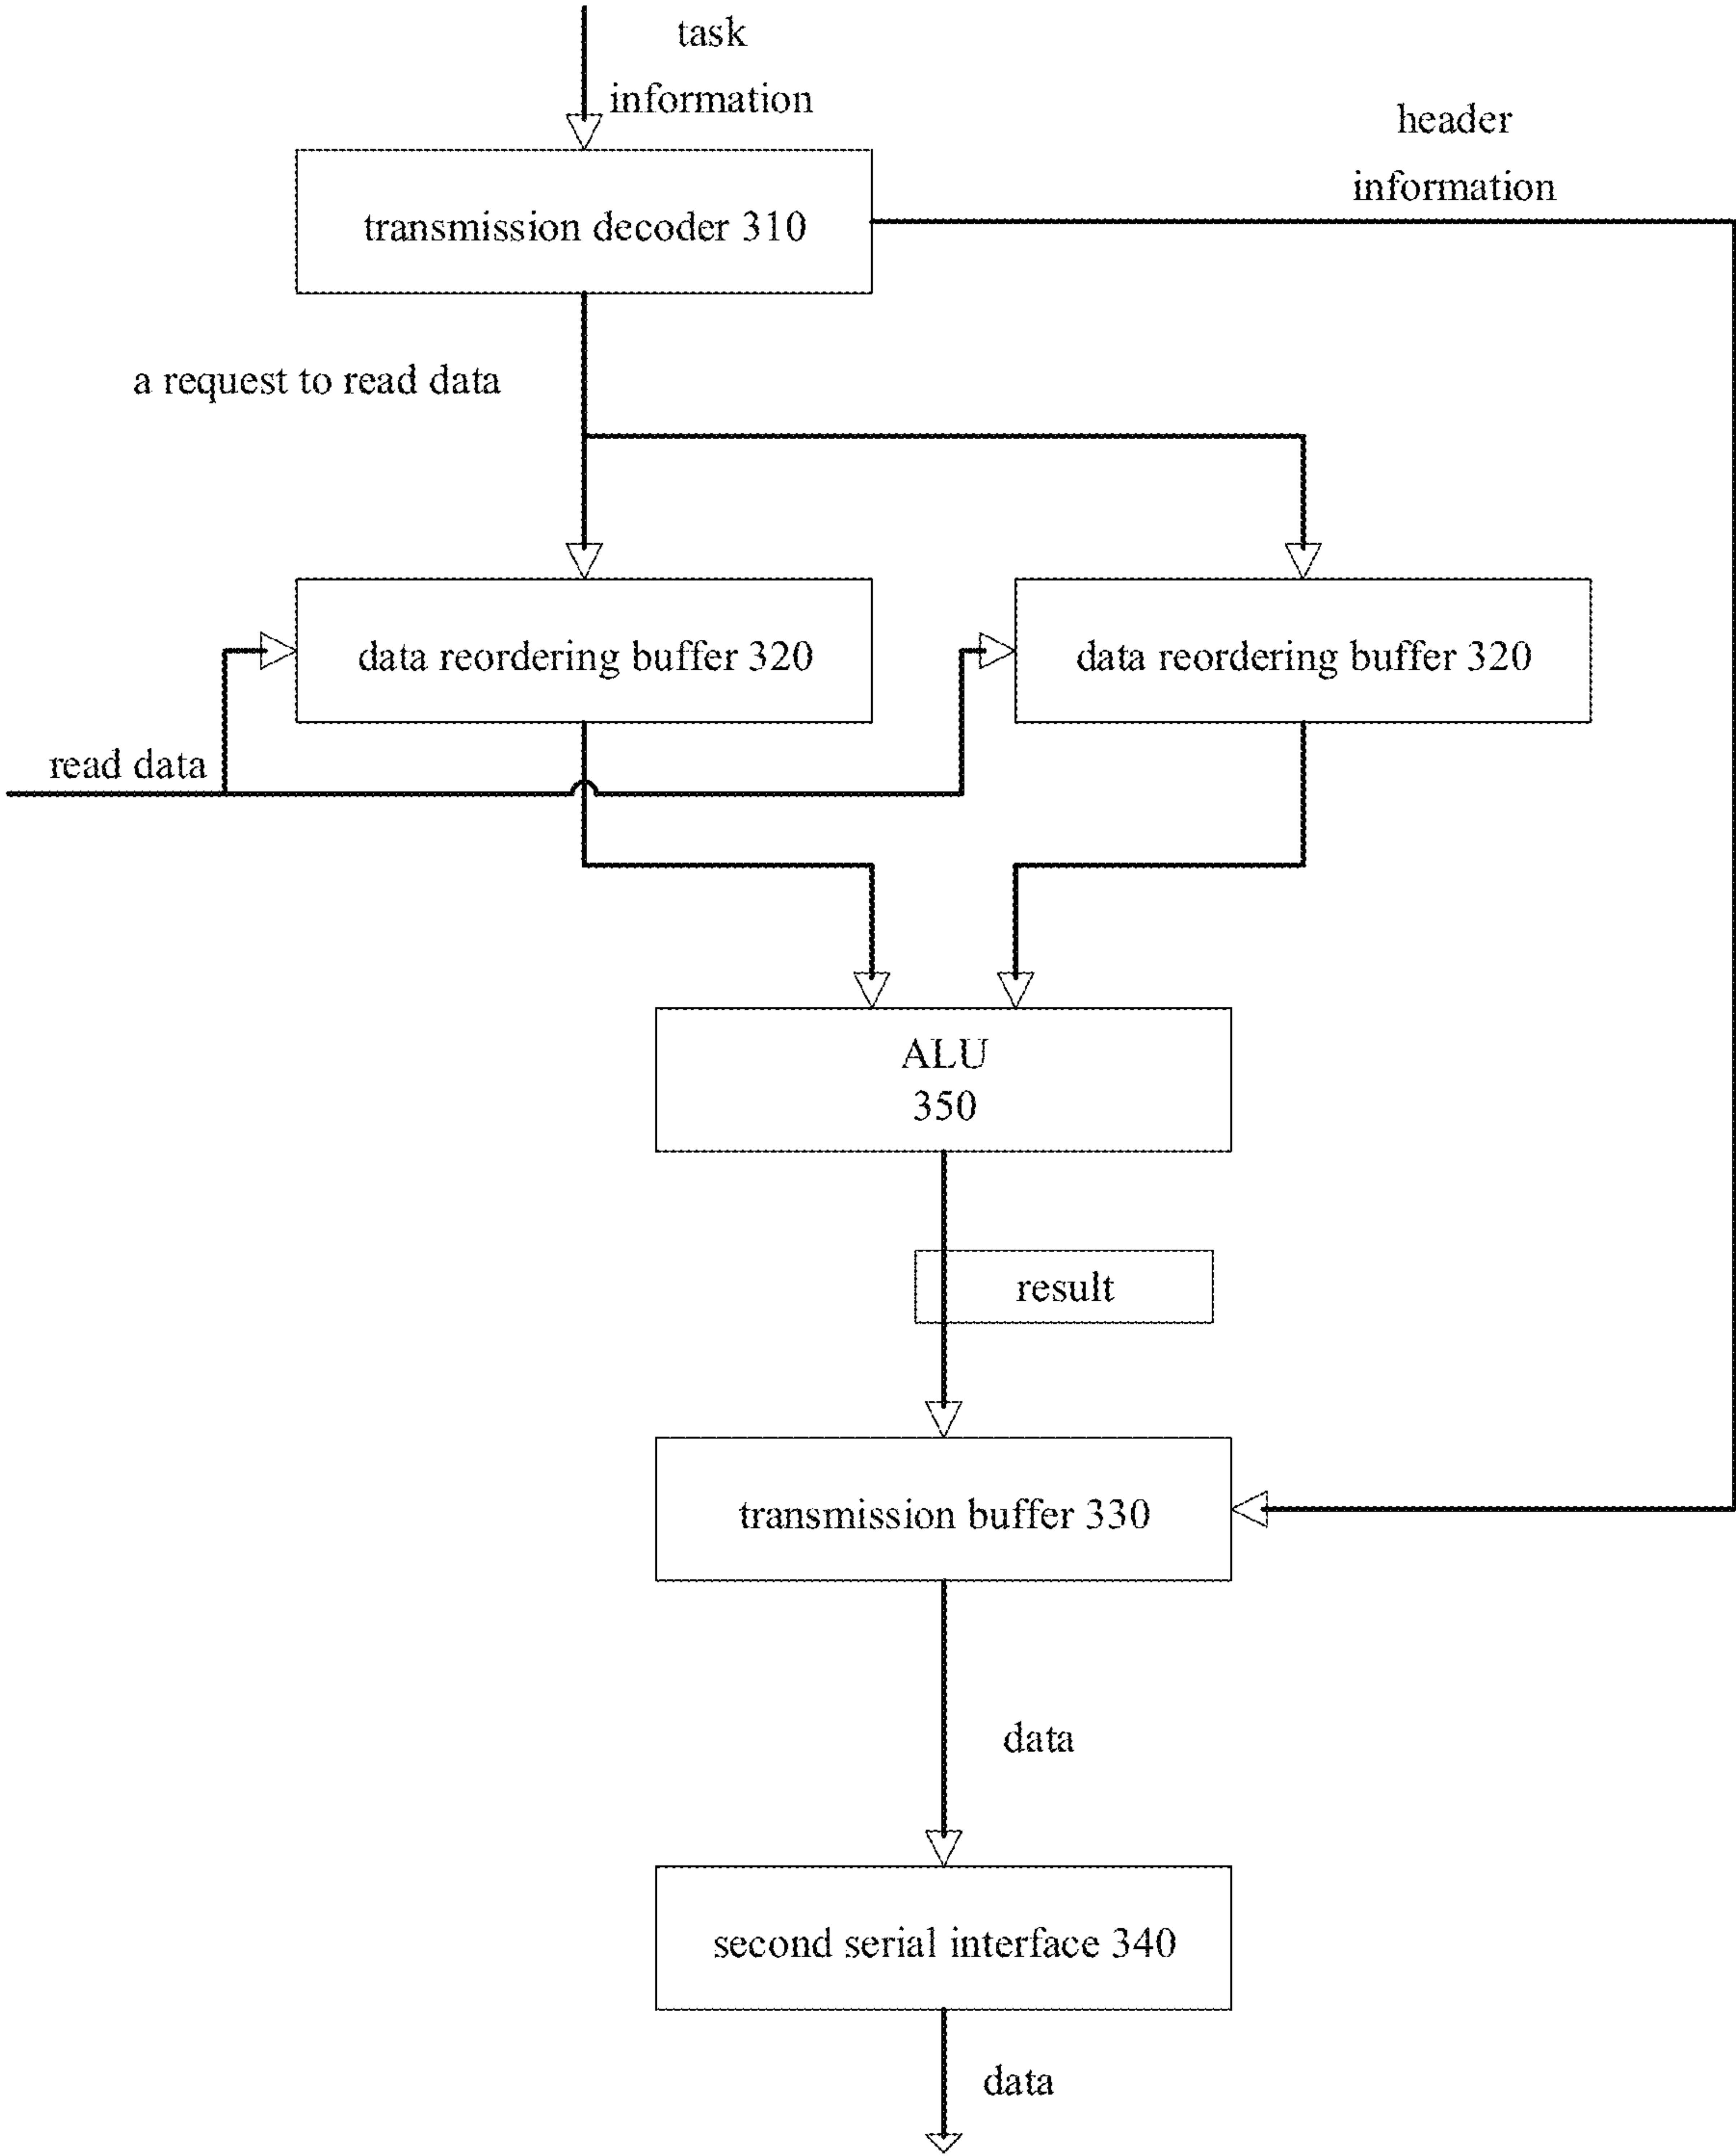 task
information
header
information
transmission decoder 310
a request to read data
data reordering buffer 320
data reordering buffer 320
read data
ALU
350
result
transmission buffer 330
data
second serial interface 340
data